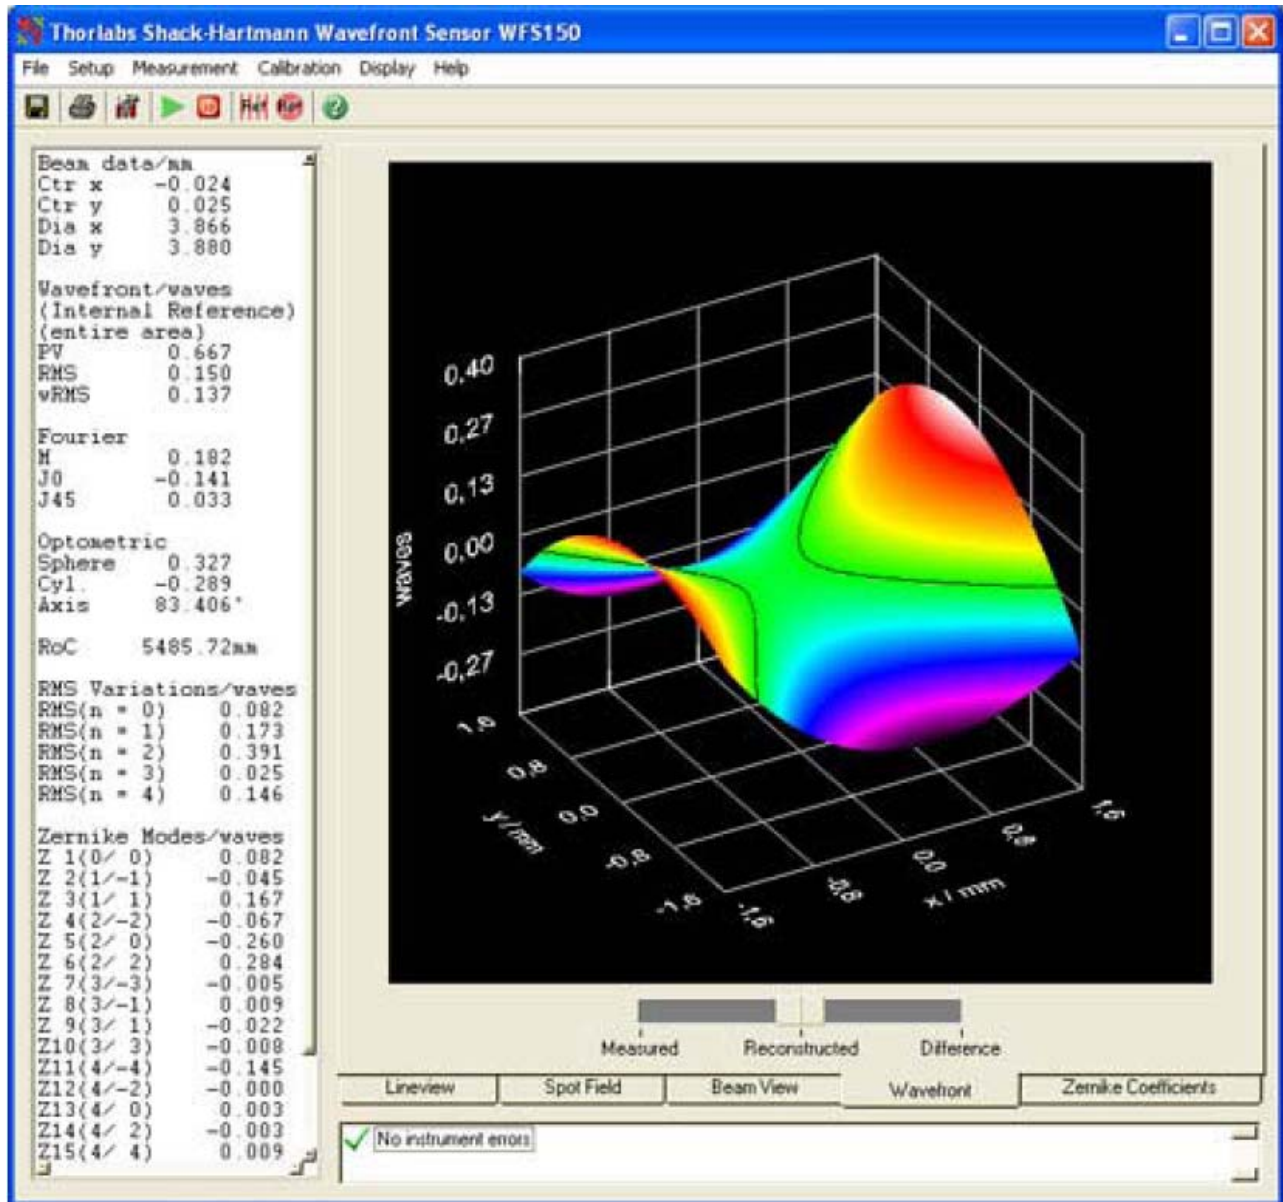 Thorlabs Shack-Hartmann Wavefront Sensor WFS150
File Setup Measurement Calibration Display Help
Ref Ref
Beam data/mm
Ctr x -0.024
Ctr y 0.025
Dia x 3.866
Dia y 3.880
Wavefront/waves
(Internal Reference)
(entire area)
PV 0.667
RMS 0.150
wRMS 0.137
Fourier
M 0.182
J0 -0.141
J45 0.033
Optometric
Sphere 0.327
Cyl. -0.289
Axis 83.406°
RoC 5485.72mm
RMS Variations/waves
RMS(n = 0) 0.082
RMS(n = 1) 0.173
RMS(n = 2) 0.391
RMS(n = 3) 0.025
RMS(n = 4) 0.146
Zernike Modes/waves
Z 1(0/ 0) 0.082
Z 2(1/-1) -0.045
Z 3(1/ 1) 0.167
Z 4(2/-2) -0.067
Z 5(2/ 0) -0.260
Z 6(2/ 2) 0.284
Z 7(3/-3) -0.005
Z 8(3/-1) 0.009
Z 9(3/ 1) -0.022
Z10(3/ 3) -0.008
Z11(4/-4) -0.145
Z12(4/-2) -0.000
Z13(4/ 0) 0.003
Z14(4/ 2) -0.003
Z15(4/ 4) 0.009
0,40
0,27
0,13
0,00
-0,13
-0,27
waves
1,6
0,8
0,0
-0,8
-1,6
y / mm
-1,6
-0,8
0,0
0,8
1,6
x / mm
Measured Reconstructed Difference
Lineview Spot Field Beam View Wavefront Zernike Coefficients
No instrument errors